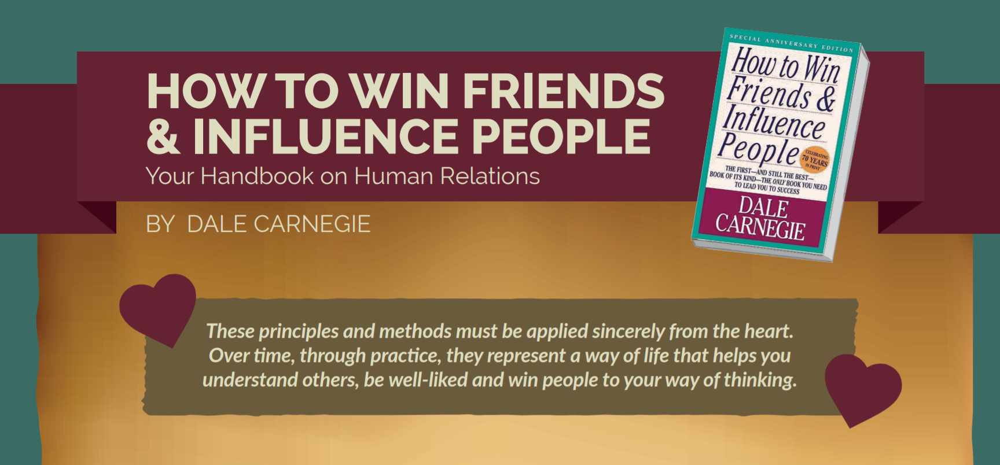 HOW TO WIN FRIENDS
& INFLUENCE PEOPLE
Your Handbook on Human Relations
BY DALE CARNEGIE
SPECIAL ANNIVERSARY EDITION
How to Win
Friends &
Influence
People
CELEBRATING
70 YEARS
IN PRINT
THE FIRST—AND STILL THE BEST—
BOOK OF ITS KIND—THE ONLY BOOK YOU NEED
TO LEAD YOU TO SUCCESS
DALE
CARNEGIE
These principles and methods must be applied sincerely from the heart.
Over time, through practice, they represent a way of life that helps you
understand others, be well-liked and win people to your way of thinking.